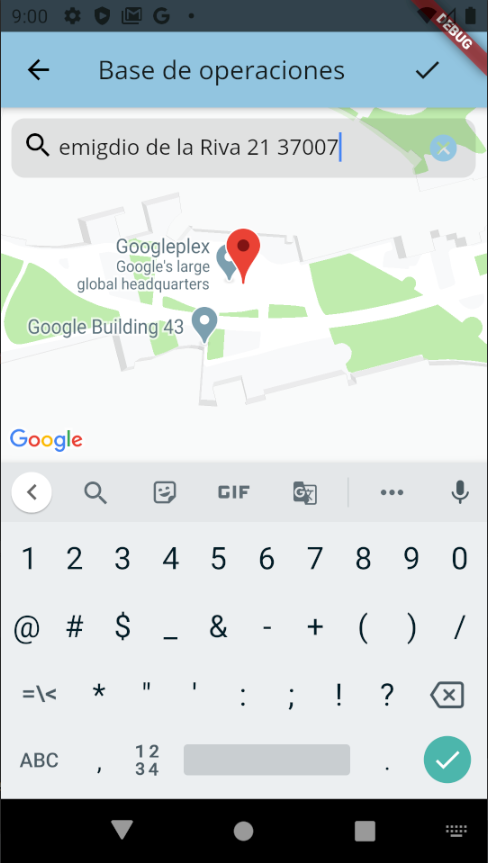 9:00
DEBUG
Base de operaciones
emigdio de la Riva 21 37007
Googleplex
Google's large
global headquarters
Google Building 43
Google
GIF
1 2 3 4 5 6 7 8 9 0
@ # $ _ & - + ( ) /
=\< * " ' : ; ! ?
ABC , 12 34 .